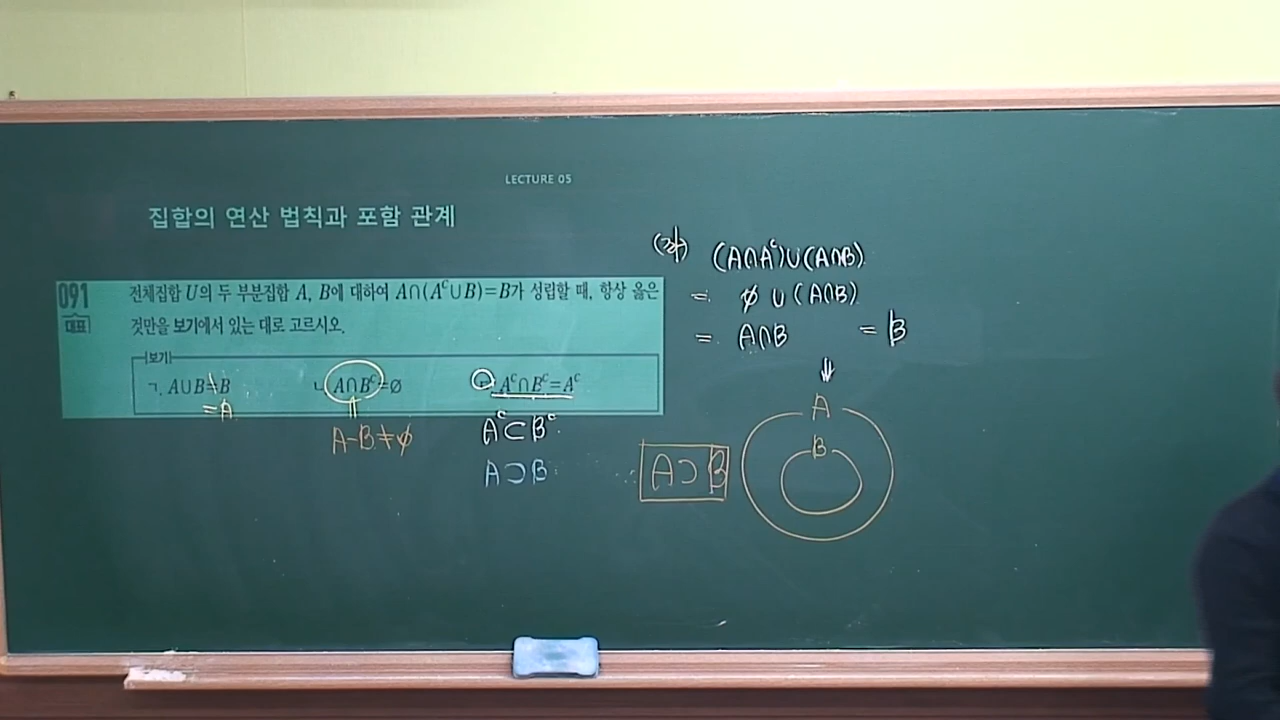 LECTURE 05
집합의 연산 법칙과 포함 관계
091
대표
전체집합 U의 두 부분집합 A, B에 대하여 A∩(Aᶜ∪B)=B가 성립할 때, 항상 옳은
것만을 보기에서 있는 대로 고르시오.
보기
ㄱ. A∪B=B
ㄴ. A∩Bᶜ=∅
ㄷ. Aᶜ∩Bᶜ=Aᶜ
=A
A-B≠∅
Aᶜ⊂Bᶜ
A⊃B
(좌) (A∩Aᶜ)∪(A∩B)
= ∅∪(A∩B)
= A∩B = B
⇓
A
B
A⊃B